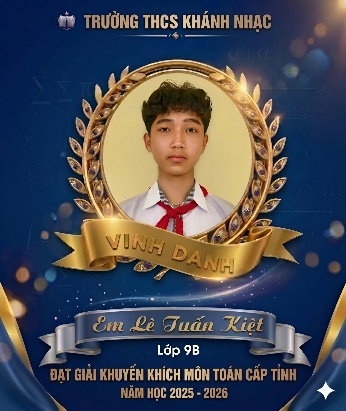 TRƯỜNG THCS KHÁNH NHẠC
VINH DANH
Em Lê Tuấn Kiệt
Lớp 9B
ĐẠT GIẢI KHUYẾN KHÍCH MÔN TOÁN CẤP TỈNH
NĂM HỌC 2025 - 2026